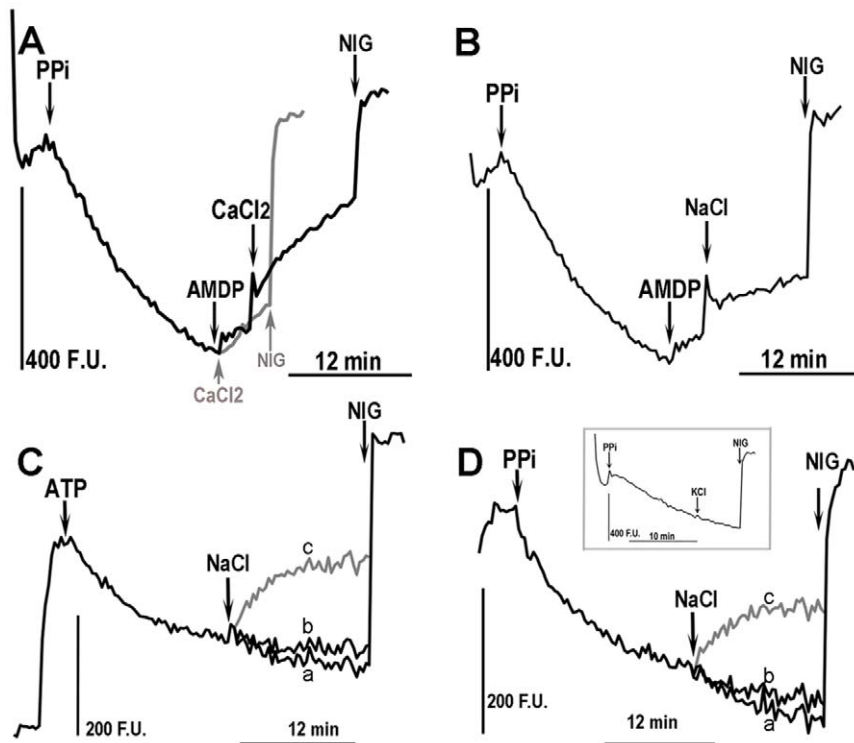 A
PPi
NIG
CaCl2
AMDP
400 F.U.
NIG
12 min
CaCl2
B
PPi
NIG
NaCl
AMDP
400 F.U.
12 min
C
ATP
NIG
NaCl
c
b
a
200 F.U.
12 min
D
PPi
NIG
NaCl
c
b
a
200 F.U.
12 min
PPi
NIG
KCl
400 F.U.
10 min